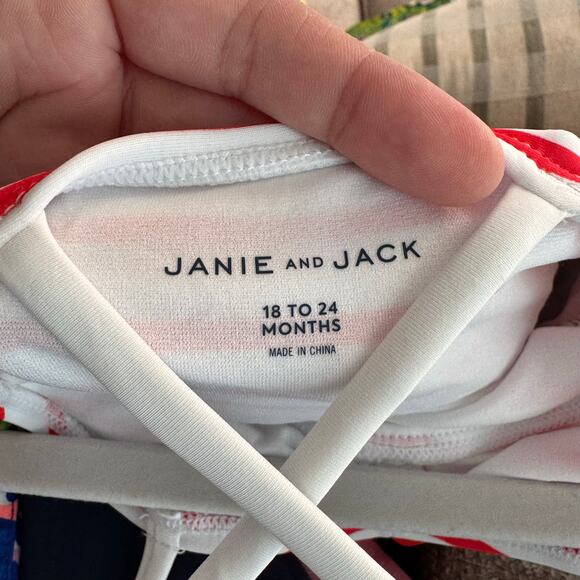 JANIE AND JACK
18 TO 24
MONTHS
MADE IN CHINA